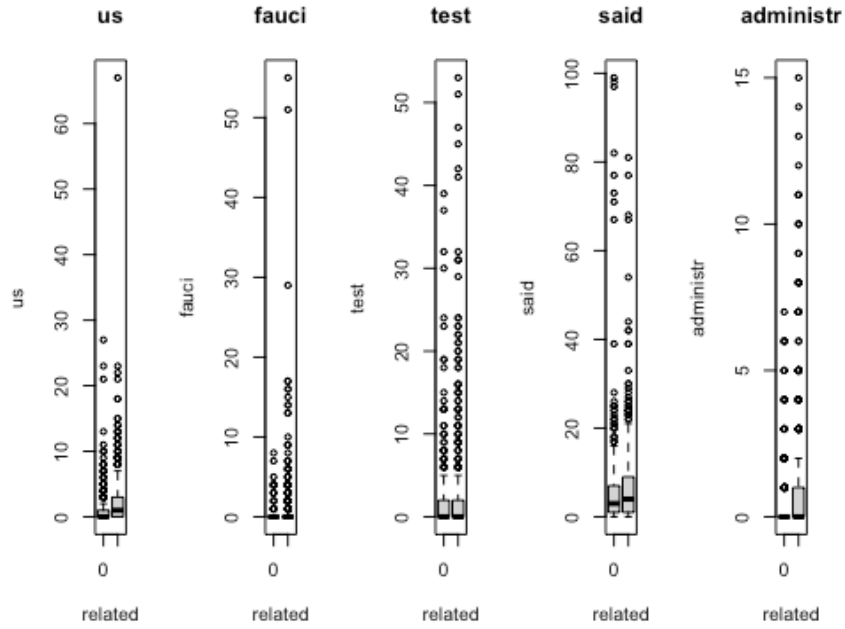 us fauci test said administr
us
0 10 20 30 40 50 60
0
related
fauci
0 10 20 30 40 50
0
related
test
0 10 20 30 40 50
0
related
said
0 20 40 60 80 100
0
related
administr
0 5 10 15
0
related